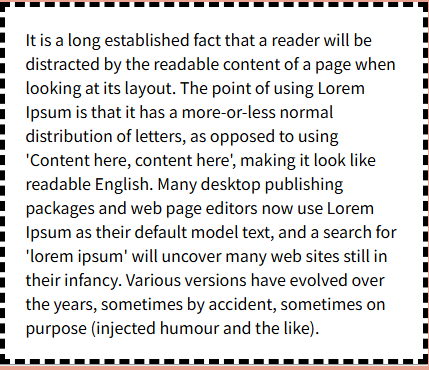 It is a long established fact that a reader will be
distracted by the readable content of a page when
looking at its layout. The point of using Lorem
Ipsum is that it has a more-or-less normal
distribution of letters, as opposed to using
'Content here, content here', making it look like
readable English. Many desktop publishing
packages and web page editors now use Lorem
Ipsum as their default model text, and a search for
'lorem ipsum' will uncover many web sites still in
their infancy. Various versions have evolved over
the years, sometimes by accident, sometimes on
purpose (injected humour and the like).